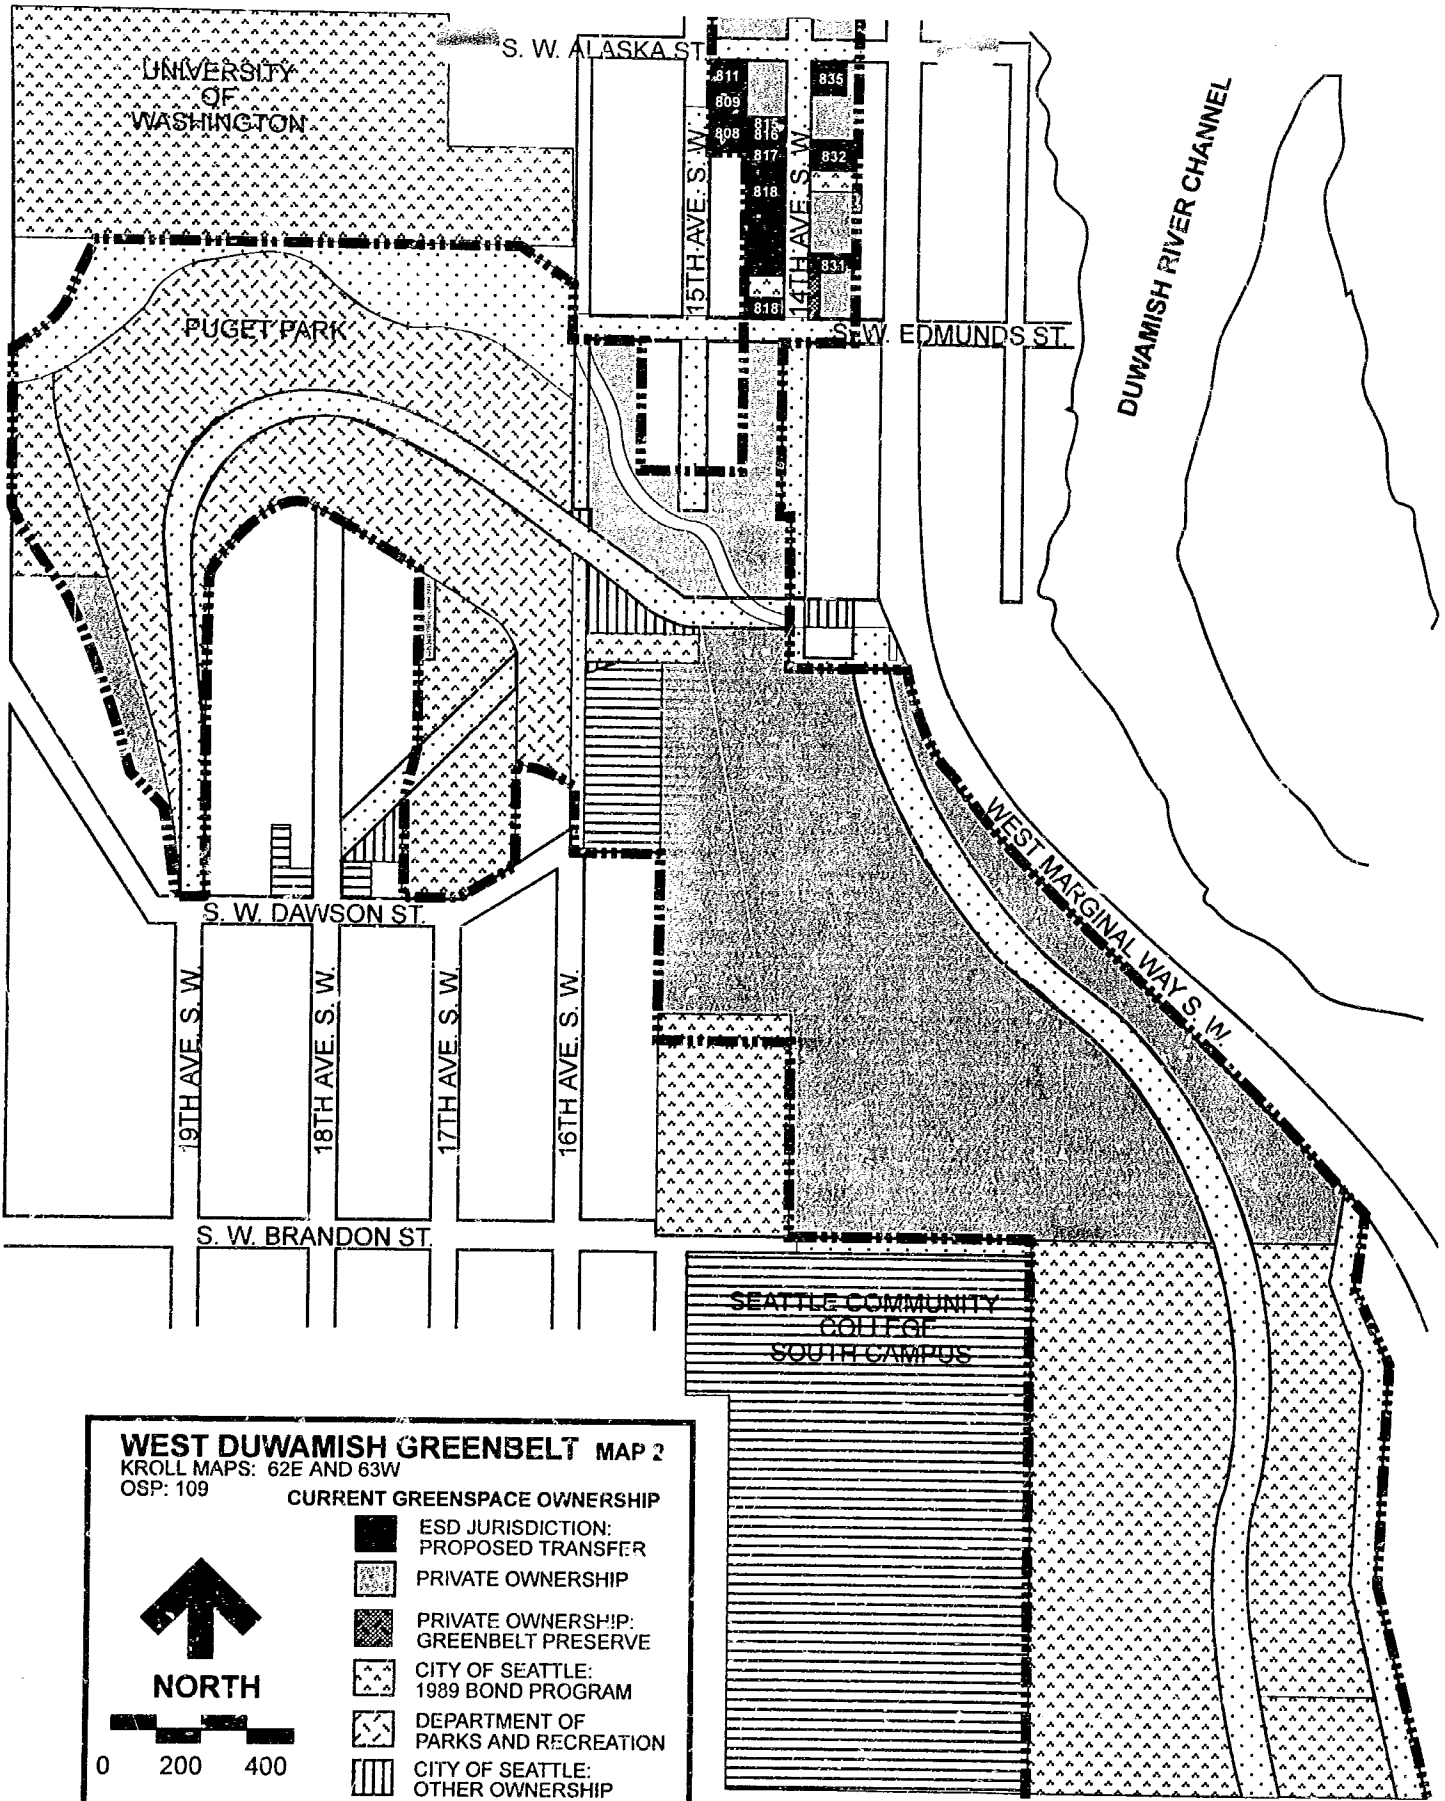 S. W. ALASKA ST
UNIVERSITY
OF
WASHINGTON
811
809
808
815
816
817
818
818
835
832
831
15TH AVE. S. W.
14TH AVE. S. W.
DUWAMISH RIVER CHANNEL
PUGET PARK
S. W. EDMUNDS ST.
WEST MARGINAL WAY S. W.
S. W. DAWSON ST.
19TH AVE. S. W.
18TH AVE. S. W.
17TH AVE. S. W.
16TH AVE. S. W.
S. W. BRANDON ST.
SEATTLE COMMUNITY
COLLEGE
SOUTH CAMPUS
WEST DUWAMISH GREENBELT MAP 2
KROLL MAPS: 62E AND 63W
OSP: 109
CURRENT GREENSPACE OWNERSHIP
ESD JURISDICTION:
PROPOSED TRANSFER
PRIVATE OWNERSHIP
PRIVATE OWNERSHIP:
GREENBELT PRESERVE
CITY OF SEATTLE:
1989 BOND PROGRAM
DEPARTMENT OF
PARKS AND RECREATION
CITY OF SEATTLE:
OTHER OWNERSHIP
NORTH
0 200 400